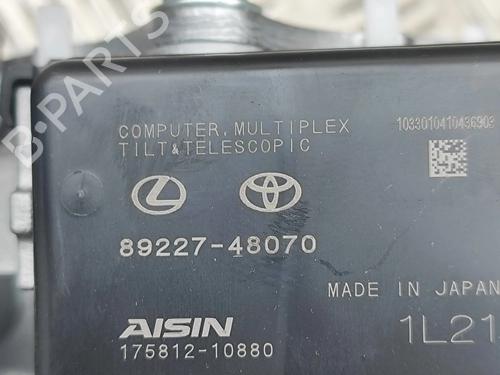 B-PARTS
COMPUTER, MULTIPLEX
TILT&TELESCOPIC
1033010410436909
89227-48070
MADE IN JAPAN
AISIN
175812-10880
1L21